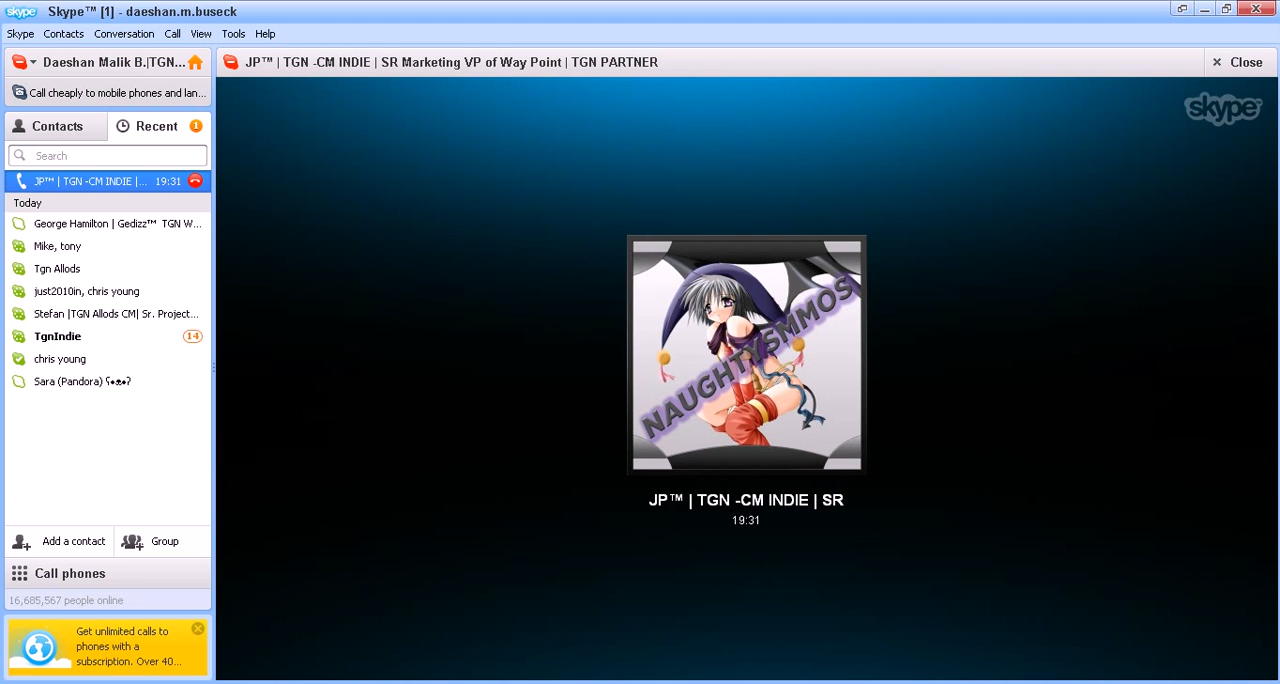 Skype™ [1] - daeshan.m.buseck
Skype Contacts Conversation Call View Tools Help
Daeshan Malik B.|TGN...
JP™ | TGN -CM INDIE | SR Marketing VP of Way Point | TGN PARTNER
Close
Call cheaply to mobile phones and lan...
Contacts
Recent 1
Search
JP™ | TGN -CM INDIE |... 19:31
Today
George Hamilton | Gedizz™ TGN W...
Mike, tony
Tgn Allods
just2010in, chris young
Stefan |TGN Allods CM| Sr. Project...
TgnIndie 14
chris young
Sara (Pandora) ʕ•ᴥ•ʔ
Add a contact
Group
Call phones
16,685,567 people online
Get unlimited calls to
phones with a
subscription. Over 40...
skype
NAUGHTYSMMOS
JP™ | TGN -CM INDIE | SR
19:31